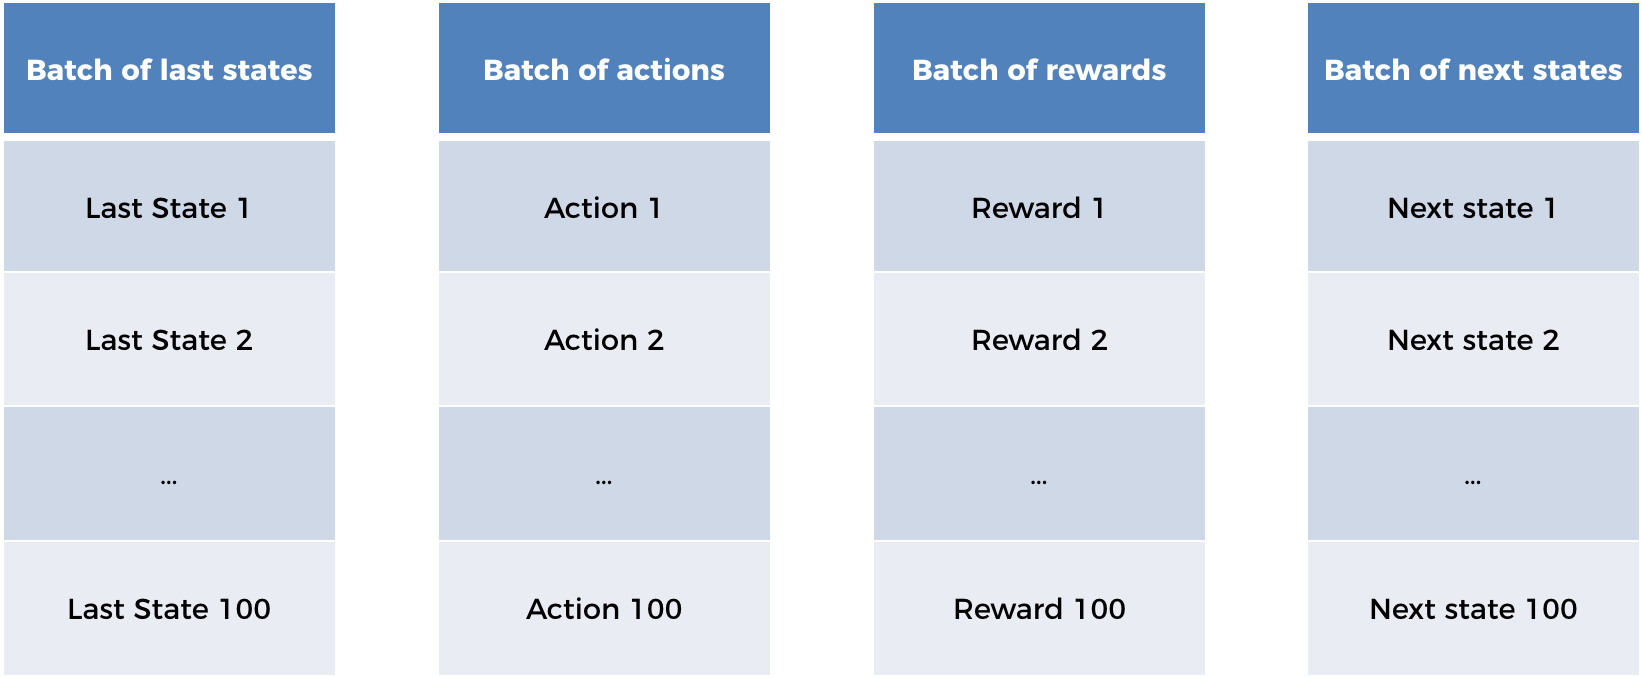 Batch of last states
Batch of actions
Batch of rewards
Batch of next states
Last State 1
Action 1
Reward 1
Next state 1
Last State 2
Action 2
Reward 2
Next state 2
...
...
...
...
Last State 100
Action 100
Reward 100
Next state 100